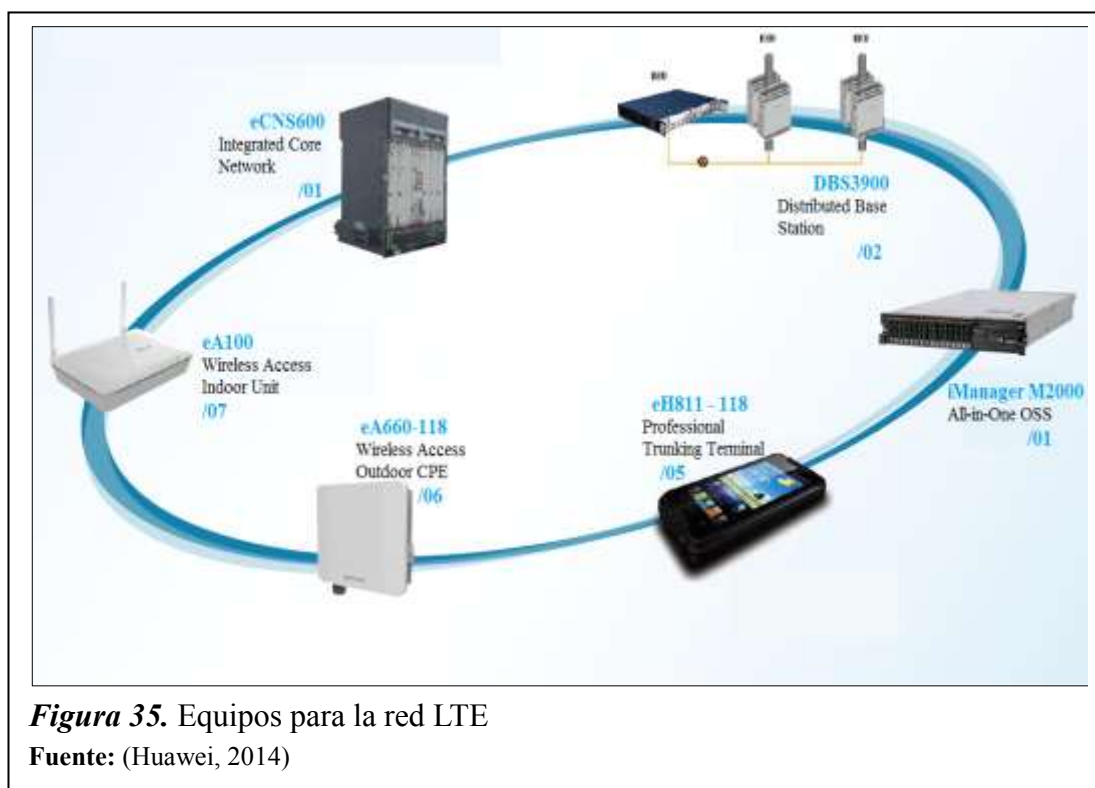 eCNS600
Integrated Core
Network
/01
DBS3900
Distributed Base
Station
/02
iManager M2000
All-in-One OSS
/01
eH811 - 118
Professional
Trunking Terminal
/05
eA660-118
Wireless Access
Outdoor CPE
/06
eA100
Wireless Access
Indoor Unit
/07
Figura 35. Equipos para la red LTE
Fuente: (Huawei, 2014)